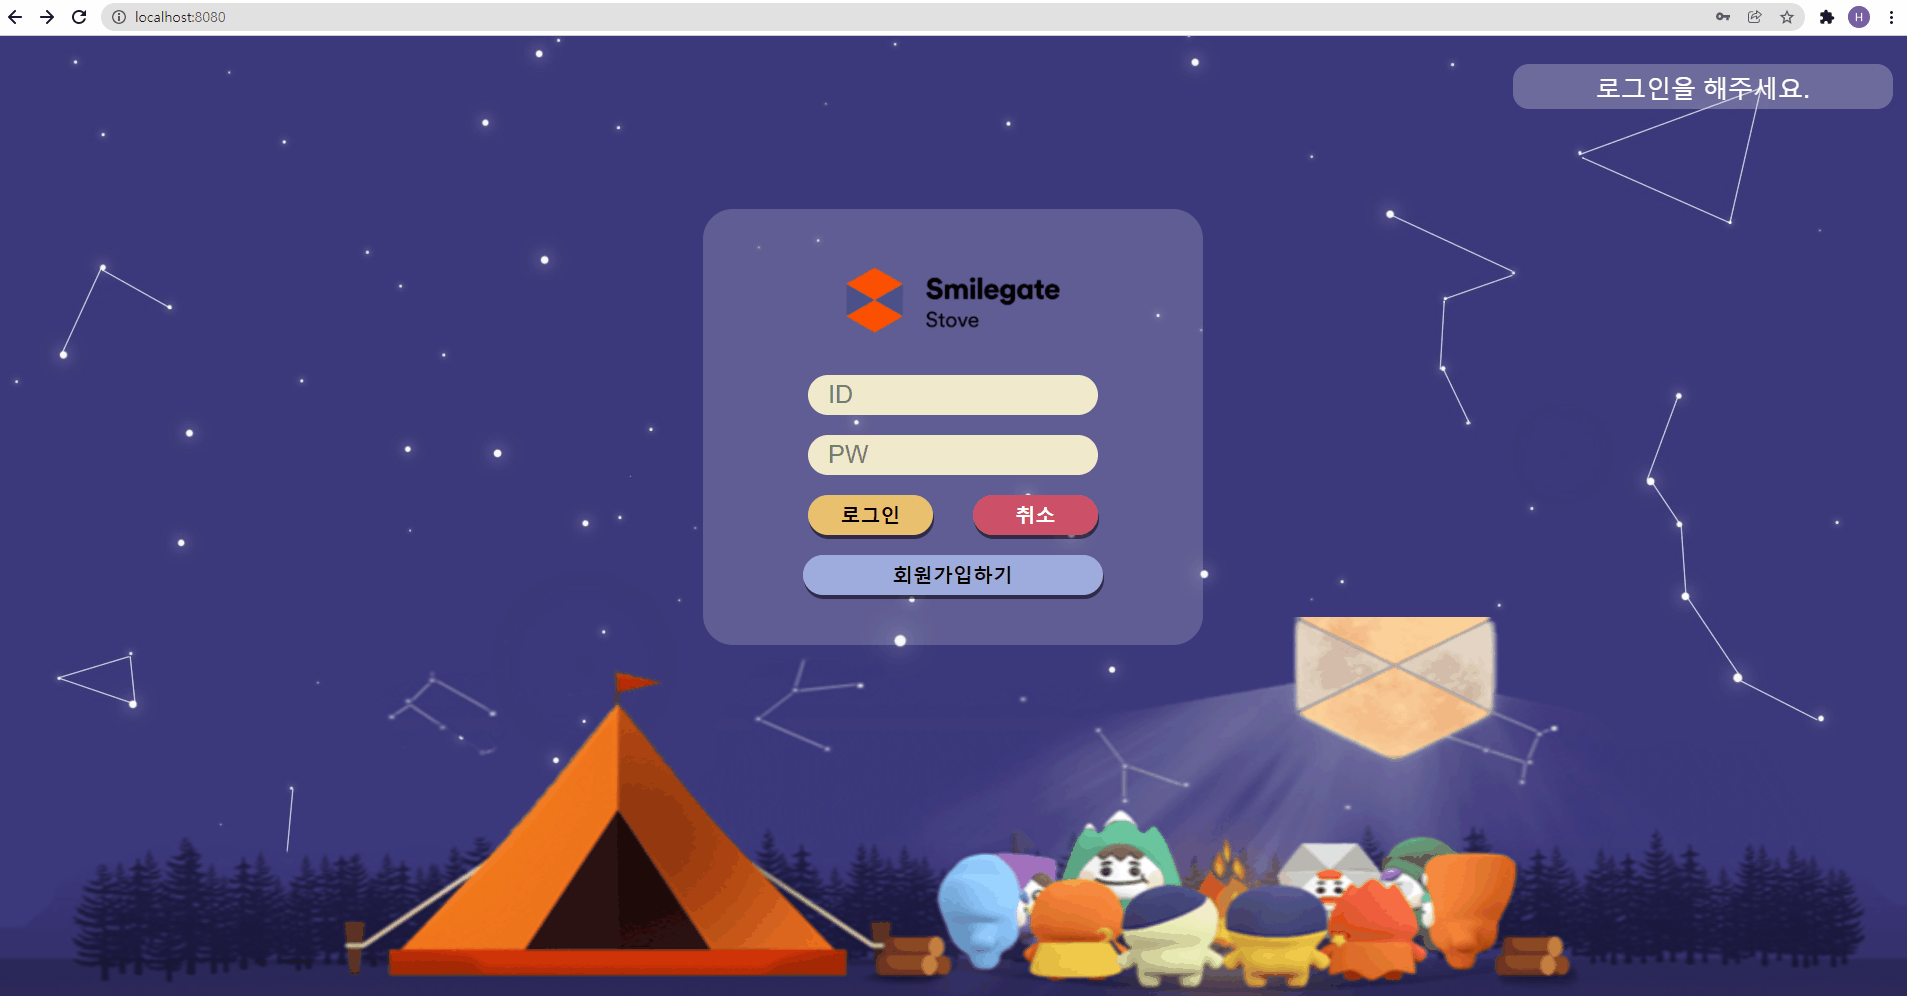 localhost:8080
H
로그인을 해주세요.
Smilegate
Stove
ID
PW
로그인
취소
회원가입하기